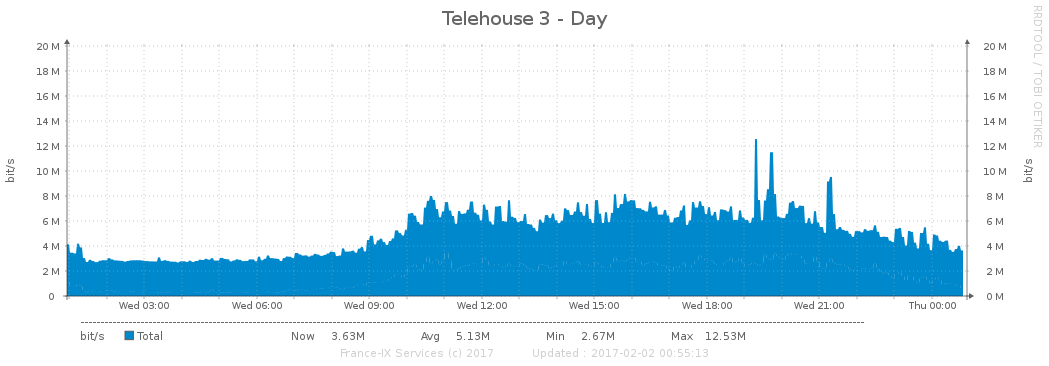 Telehouse 3 - Day
RRDTOOL / TOBI OETIKER
bit/s
20 M 20 M
18 M 18 M
16 M 16 M
14 M 14 M
12 M 12 M
10 M 10 M
8 M 8 M
6 M 6 M
4 M 4 M
2 M 2 M
0 0 M
bit/s
Wed 03:00 Wed 06:00 Wed 09:00 Wed 12:00 Wed 15:00 Wed 18:00 Wed 21:00 Thu 00:00
bit/s Total Now 3.63M Avg 5.13M Min 2.67M Max 12.53M
France-IX Services (c) 2017 Updated : 2017-02-02 00:55:13